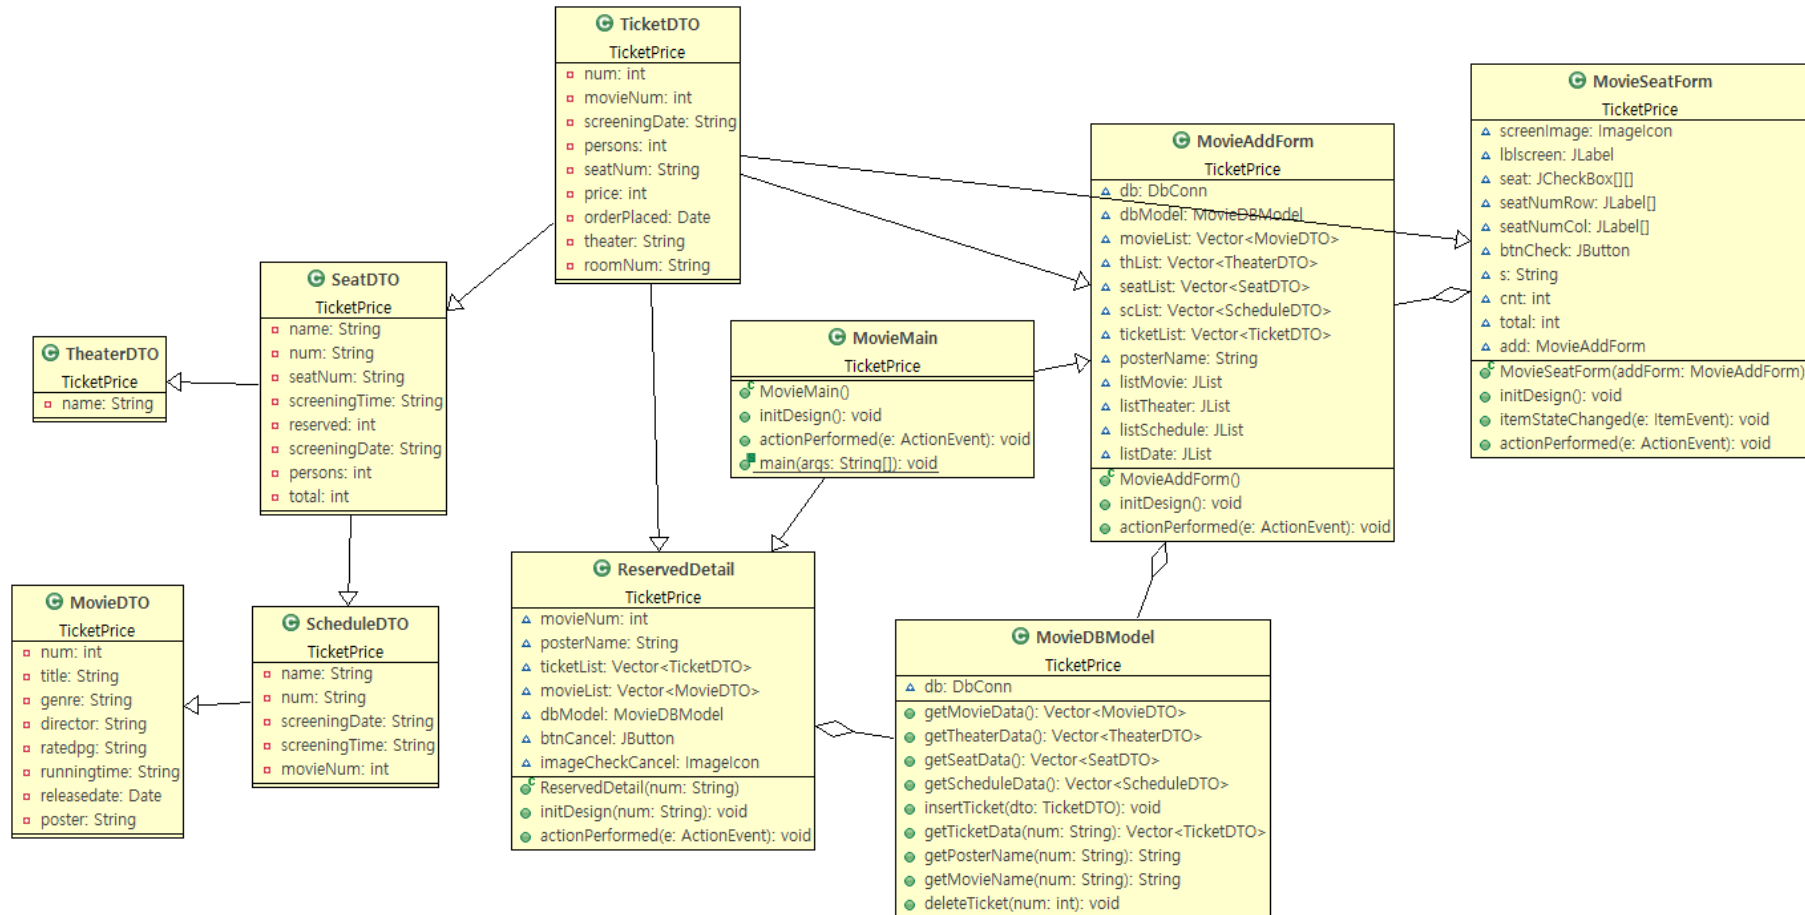 TicketDTO
TicketPrice
num: int
movieNum: int
screeningDate: String
persons: int
seatNum: String
price: int
orderPlaced: Date
theater: String
roomNum: String
MovieSeatForm
TicketPrice
screenImage: ImageIcon
lblscreen: JLabel
seat: JCheckBox[][]
seatNumRow: JLabel[]
seatNumCol: JLabel[]
btnCheck: JButton
s: String
cnt: int
total: int
add: MovieAddForm
MovieSeatForm(addForm: MovieAddForm)
initDesign(): void
itemStateChanged(e: ItemEvent): void
actionPerformed(e: ActionEvent): void
MovieAddForm
TicketPrice
db: DbConn
dbModel: MovieDBModel
movieList: Vector<MovieDTO>
thList: Vector<TheaterDTO>
seatList: Vector<SeatDTO>
scList: Vector<ScheduleDTO>
ticketList: Vector<TicketDTO>
posterName: String
listMovie: JList
listTheater: JList
listSchedule: JList
listDate: JList
MovieAddForm()
initDesign(): void
actionPerformed(e: ActionEvent): void
SeatDTO
TicketPrice
name: String
num: String
seatNum: String
screeningTime: String
reserved: int
screeningDate: String
persons: int
total: int
TheaterDTO
TicketPrice
name: String
MovieMain
TicketPrice
MovieMain()
initDesign(): void
actionPerformed(e: ActionEvent): void
main(args: String[]): void
ReservedDetail
TicketPrice
movieNum: int
posterName: String
ticketList: Vector<TicketDTO>
movieList: Vector<MovieDTO>
dbModel: MovieDBModel
btnCancel: JButton
imageCheckCancel: ImageIcon
ReservedDetail(num: String)
initDesign(num: String): void
actionPerformed(e: ActionEvent): void
MovieDTO
TicketPrice
num: int
title: String
genre: String
director: String
ratedpg: String
runningtime: String
releasedate: Date
poster: String
ScheduleDTO
TicketPrice
name: String
num: String
screeningDate: String
screeningTime: String
movieNum: int
MovieDBModel
TicketPrice
db: DbConn
getMovieData(): Vector<MovieDTO>
getTheaterData(): Vector<TheaterDTO>
getSeatData(): Vector<SeatDTO>
getScheduleData(): Vector<ScheduleDTO>
insertTicket(dto: TicketDTO): void
getTicketData(num: String): Vector<TicketDTO>
getPosterName(num: String): String
getMovieName(num: String): String
deleteTicket(num: int): void